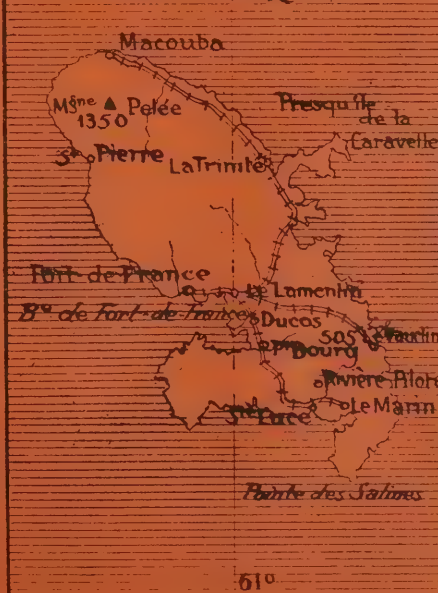 Macouba
Mgne Pelée
1350
Presqu'île
de la
Caravelle
St Pierre
La Trinité
Fort-de-France
Le Lamentin
Bie de Fort-de-France
Ducos
505
Vauclin
Pt Bourg
Rivière Pilote
Ste Luce
Le Marin
Pointe des Salines
61°